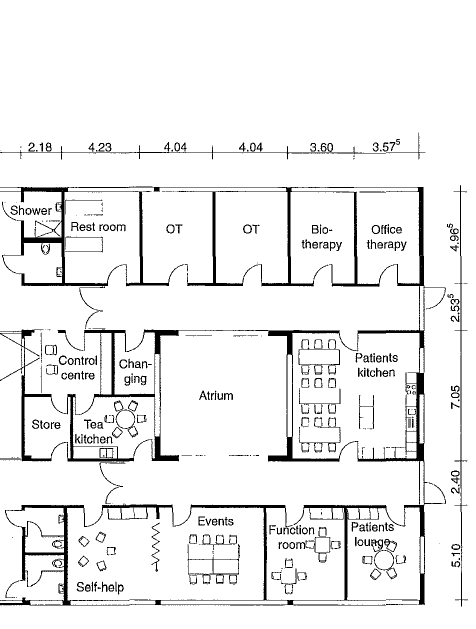 2.18 4.23 4.04 4.04 3.60 3.57⁵
Shower
Rest room
OT
OT
Bio-
therapy
Office
therapy
4.96⁵
2.53⁵
Control
centre
Chan-
ging
Atrium
Patients
kitchen
7.05
Store
Tea
kitchen
2.40
Events
Function
room
Patients
lounge
Self-help
5.10